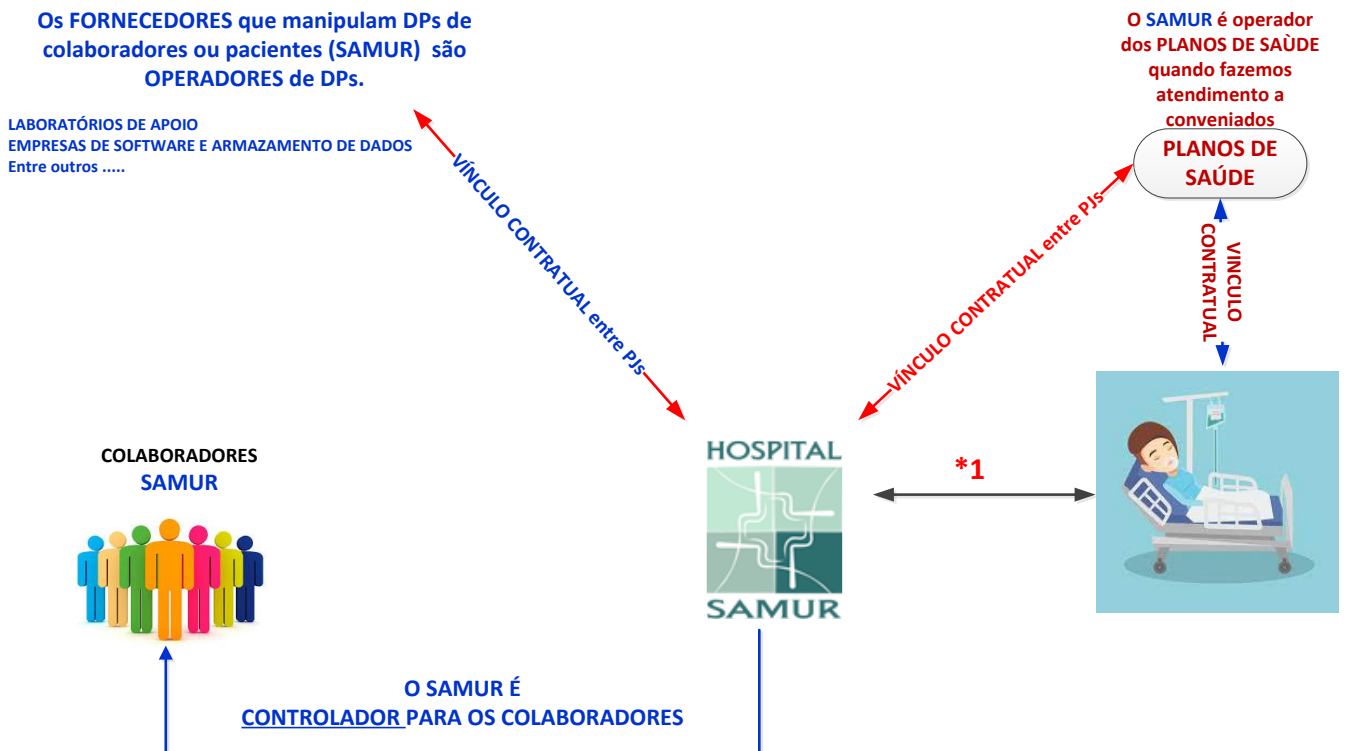 Os FORNECEDORES que manipulam DPs de
colaboradores ou pacientes (SAMUR) são
OPERADORES de DPs.
LABORATÓRIOS DE APOIO
EMPRESAS DE SOFTWARE E ARMAZAMENTO DE DADOS
Entre outros .....
VÍNCULO CONTRATUAL entre PJs
O SAMUR é operador
dos PLANOS DE SAÙDE
quando fazemos
atendimento a
conveniados
PLANOS DE
SAÚDE
VÍNCULO CONTRATUAL entre PJs
VINCULO
CONTRATUAL
COLABORADORES
SAMUR
HOSPITAL
SAMUR
*1
O SAMUR É
CONTROLADOR PARA OS COLABORADORES